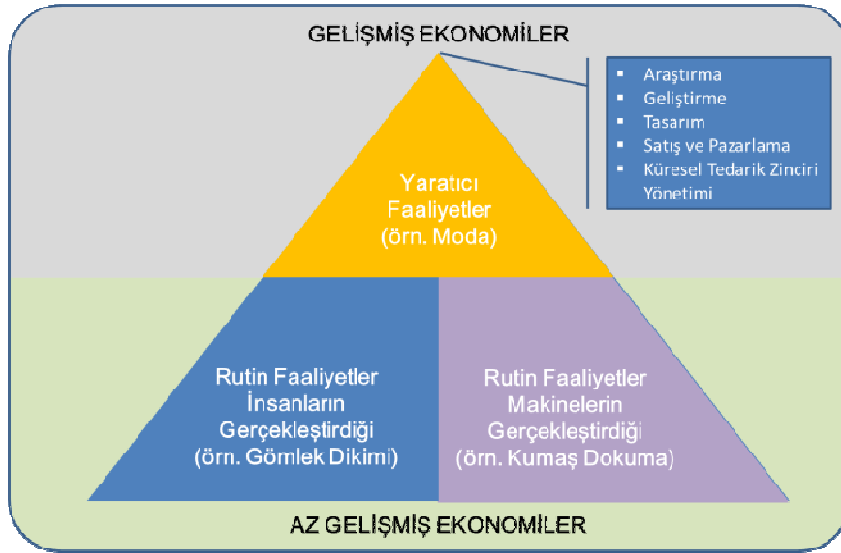 GELİŞMİŞ EKONOMİLER
Araştırma
Geliştirme
Tasarım
Satış ve Pazarlama
Küresel Tedarik Zinciri
Yönetimi
Yaratıcı
Faaliyetler
(örn. Moda)
Rutin Faaliyetler
İnsanların
Gerçekleştirdiği
(örn. Gömlek Dikimi)
Rutin Faaliyetler
Makinelerin
Gerçekleştirdiği
(örn. Kumaş Dokuma)
AZ GELİŞMİŞ EKONOMİLER